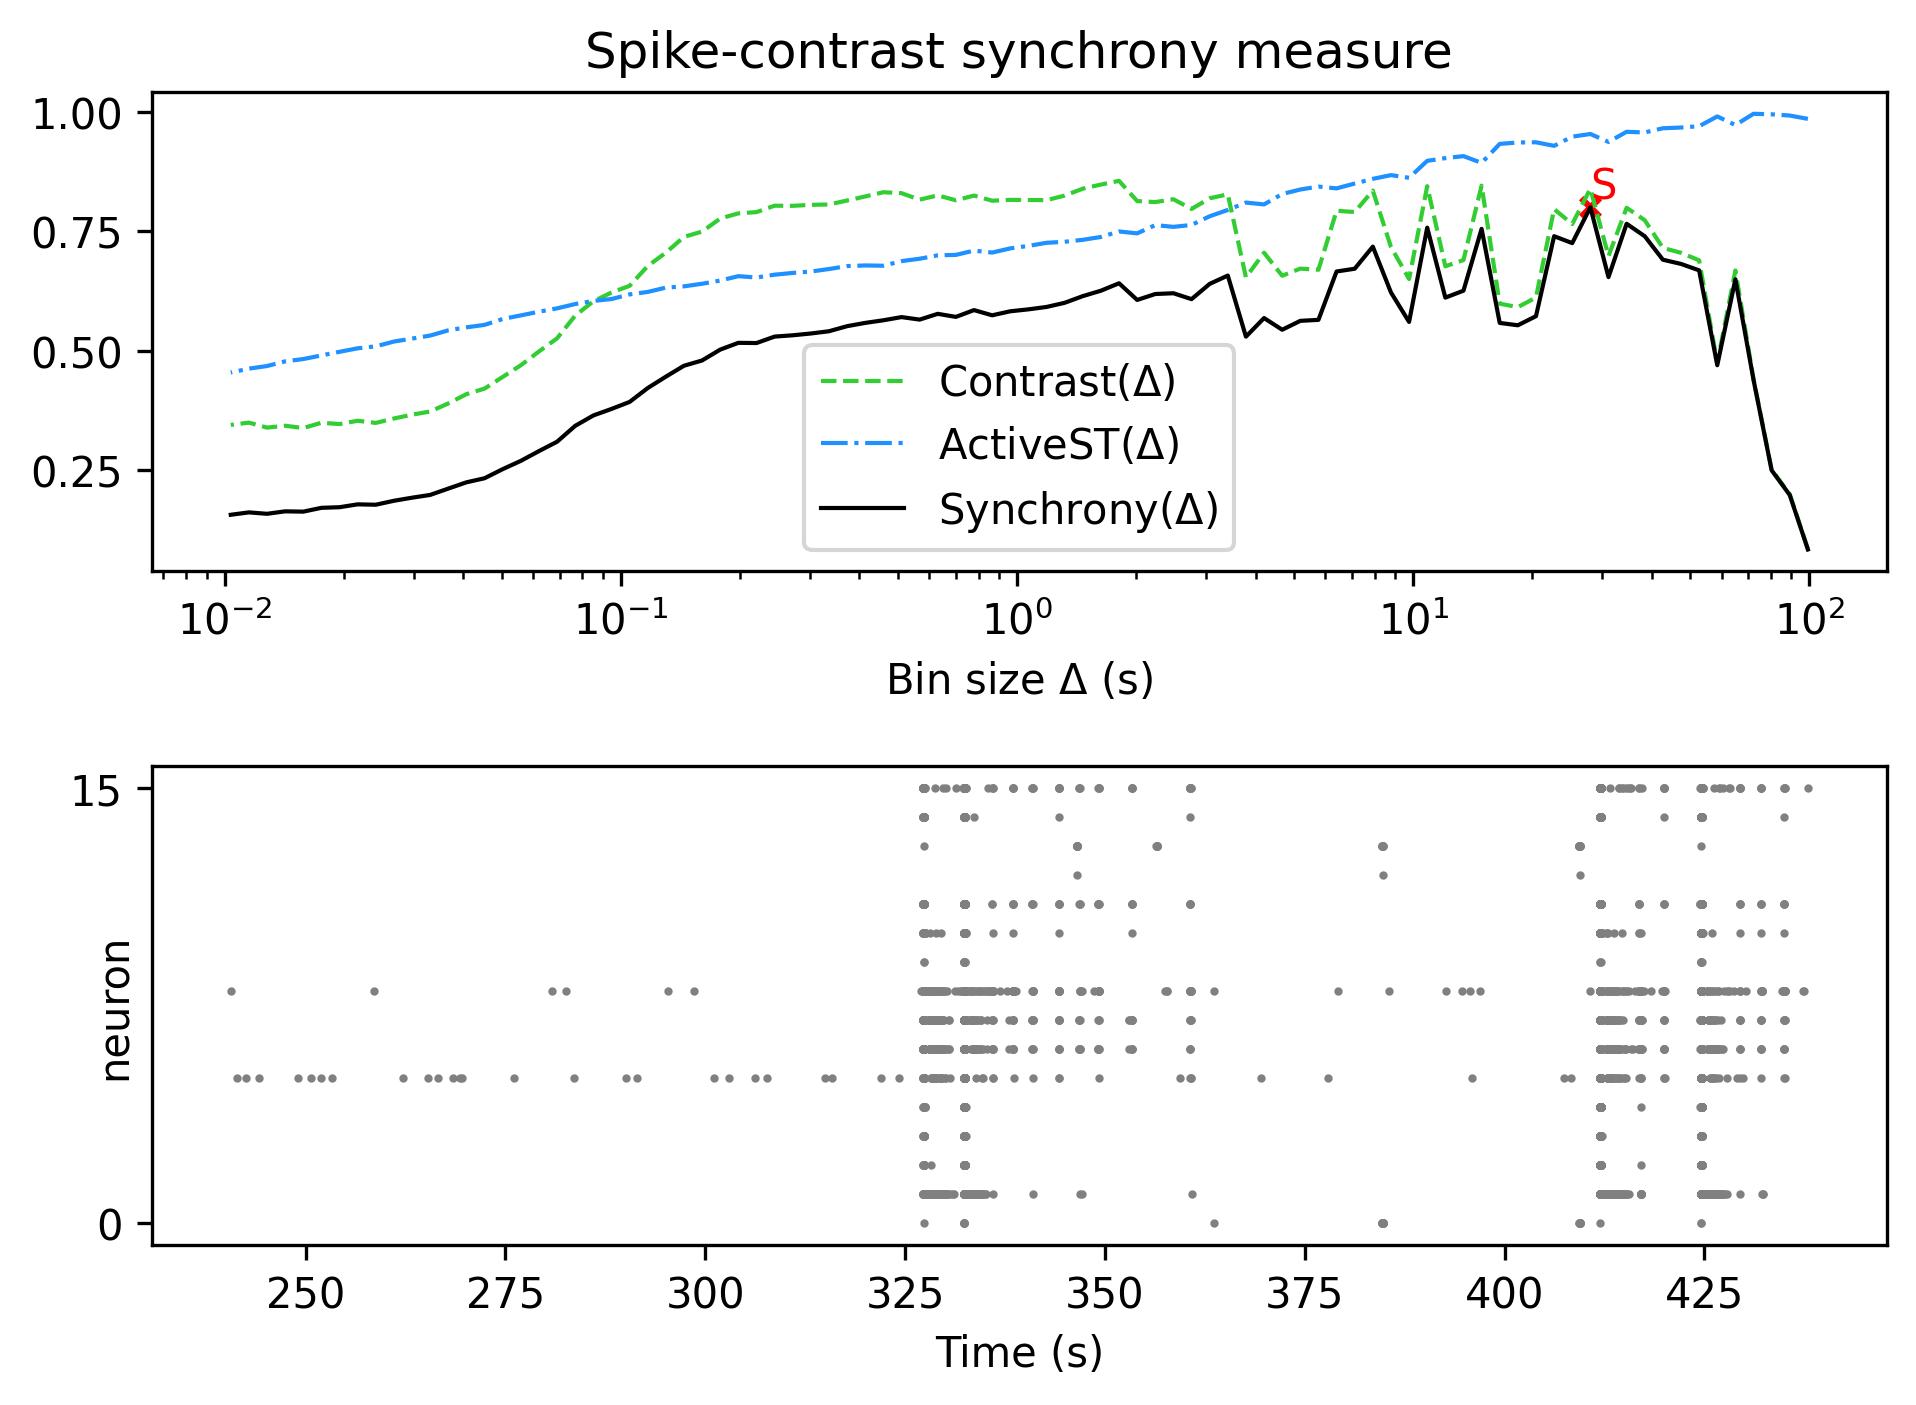 Spike-contrast synchrony measure
1.00
0.75
0.50
0.25
S
Contrast(Δ)
ActiveST(Δ)
Synchrony(Δ)
10⁻² 10⁻¹ 10⁰ 10¹ 10²
Bin size Δ (s)
15
neuron
0
250 275 300 325 350 375 400 425
Time (s)